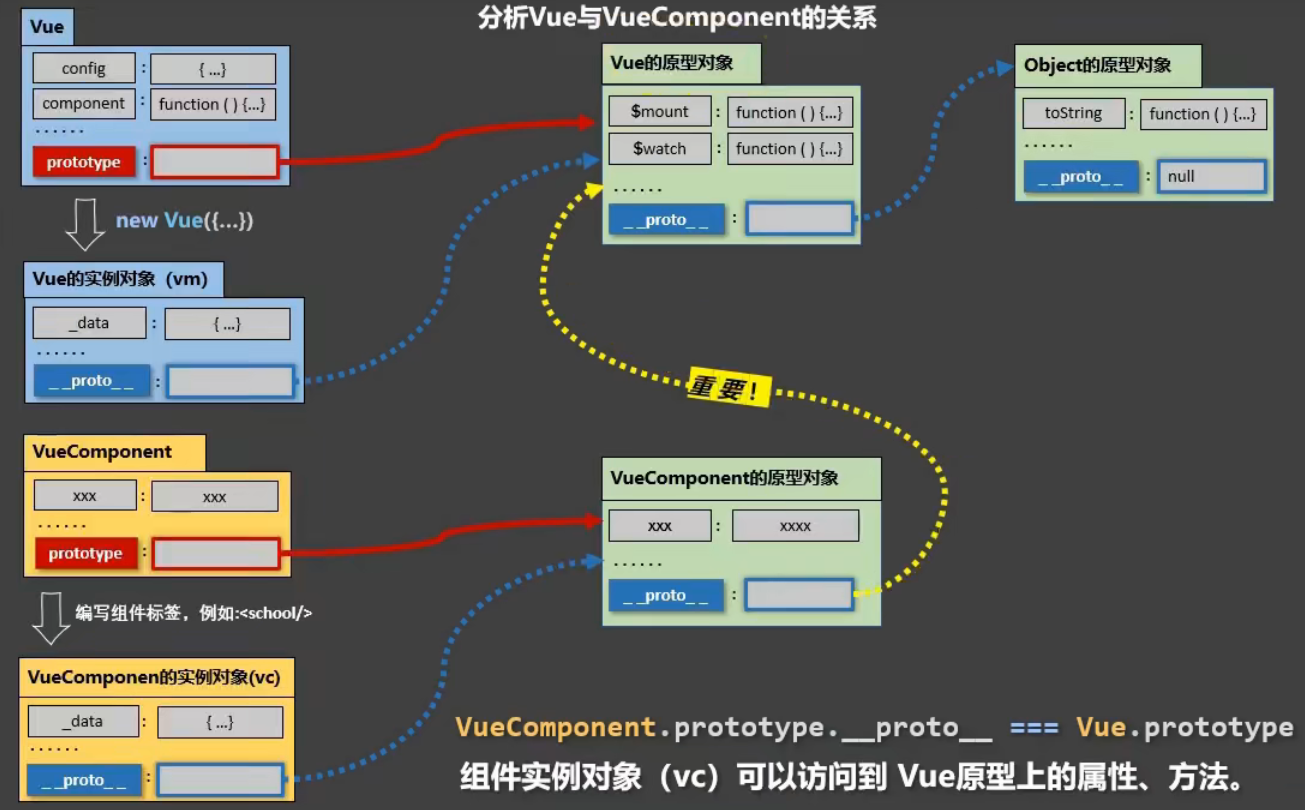 分析Vue与VueComponent的关系
Vue
config : { ...}
component : function ( ) {...}
······
prototype :
new Vue({...})
Vue的实例对象（vm）
_data : { ...}
······
_ _proto_ _ :
VueComponent
xxx : xxx
······
prototype :
编写组件标签，例如:<school/>
VueComponen的实例对象(vc)
_data : { ...}
······
_ _proto_ _ :
Vue的原型对象
$mount : function ( ) {...}
$watch : function ( ) {...}
······
_ _proto_ _ :
Object的原型对象
toString : function ( ) {...}
······
_ _proto_ _ : null
重要！
VueComponent的原型对象
xxx : xxxx
······
_ _proto_ _ :
VueComponent.prototype.__proto__ === Vue.prototype
组件实例对象（vc）可以访问到 Vue原型上的属性、方法。